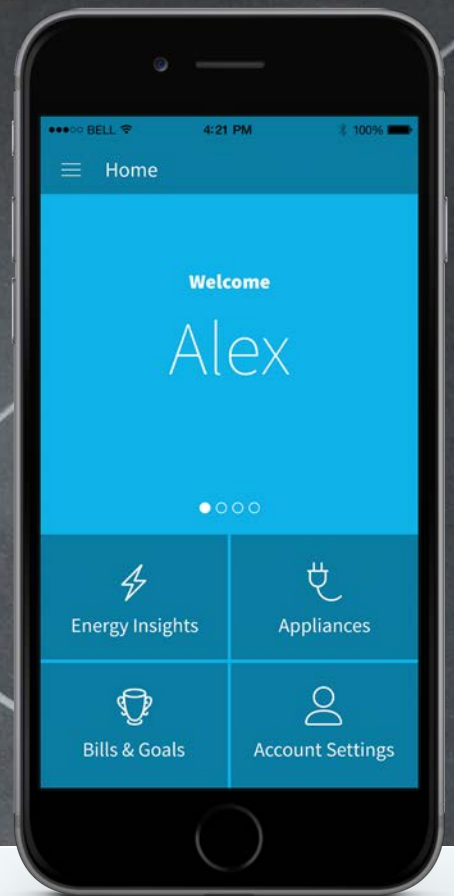 BELL 4:21 PM 100%
Home
Welcome
Alex
Energy Insights Appliances
Bills & Goals Account Settings